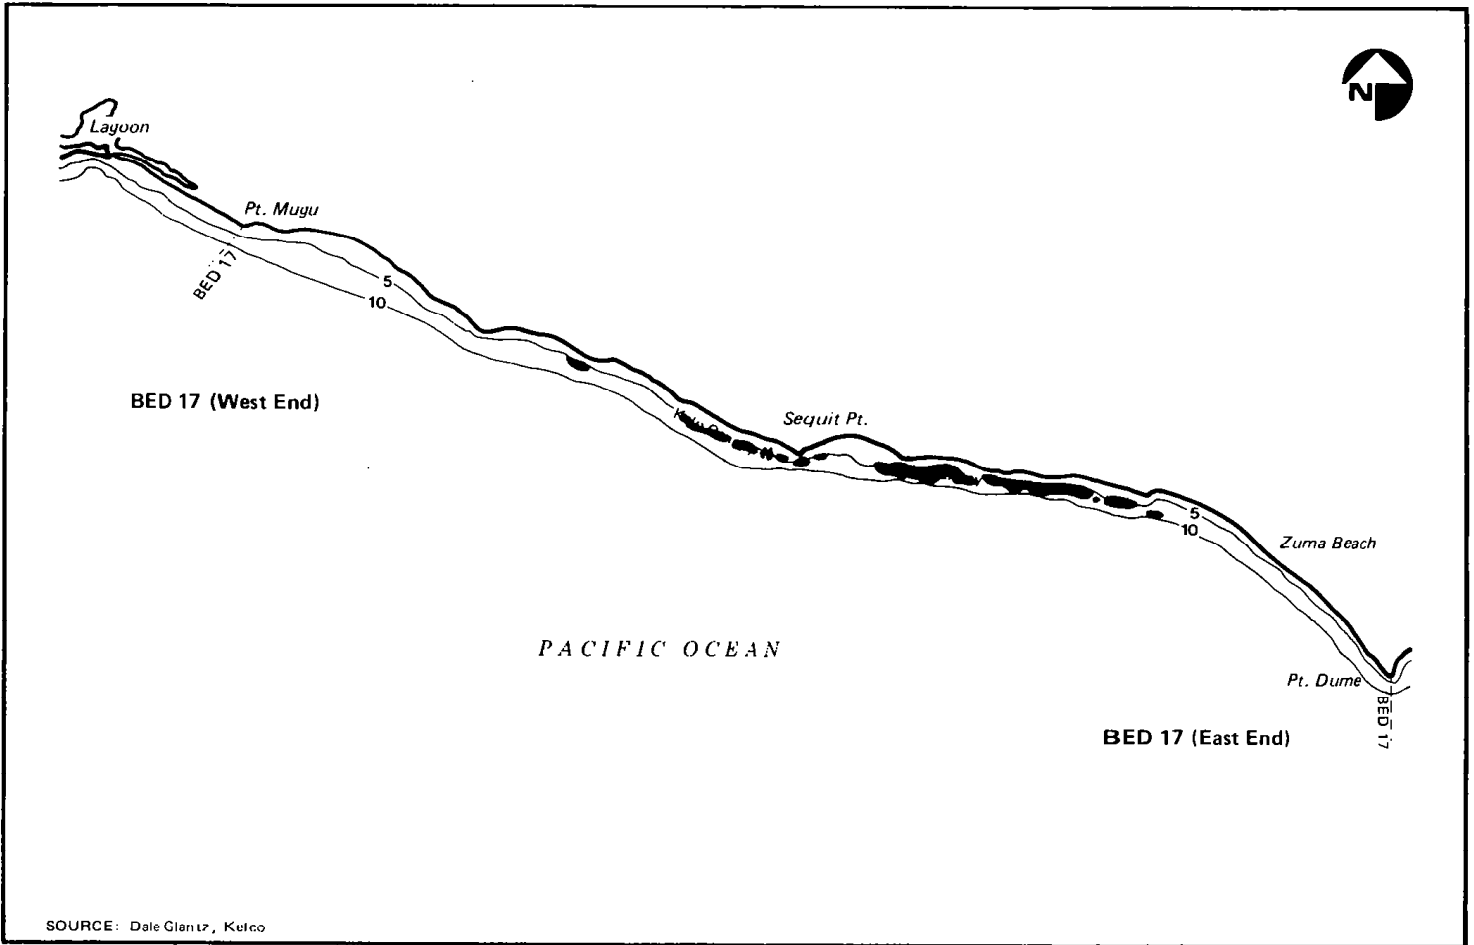 N
Lagoon
Pt. Mugu
BED 17
5
10
BED 17 (West End)
Sequit Pt.
5
10
Zuma Beach
PACIFIC OCEAN
Pt. Dume
BED 17
BED 17 (East End)
SOURCE: Dale Glantz, Kelco